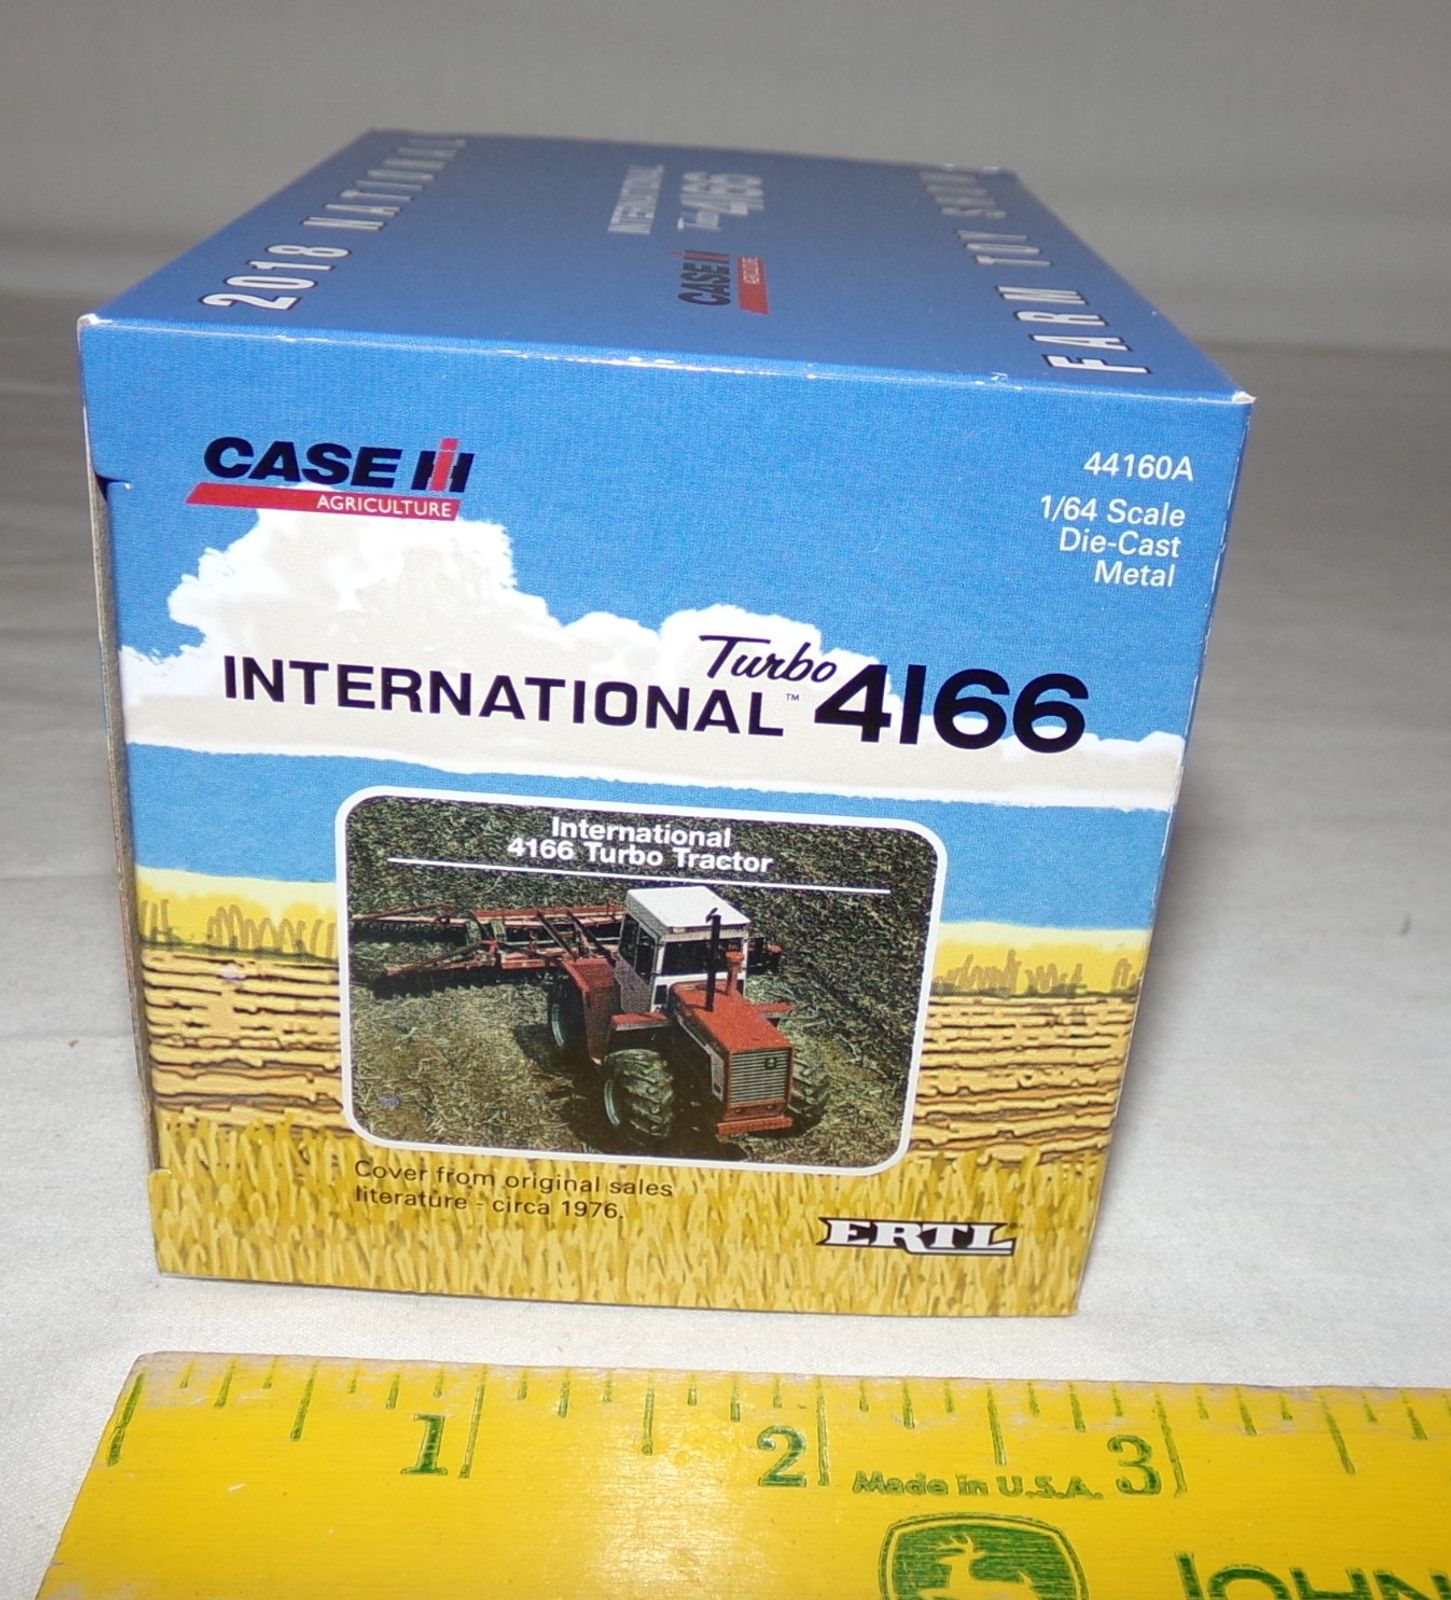 2018 NATIONAL
INTERNATIONAL
Turbo 4166
CASE IH
AGRICULTURE
FARM TOY SHOW
CASE IH
AGRICULTURE
44160A
1/64 Scale
Die-Cast
Metal
INTERNATIONAL™ Turbo 4166
International
4166 Turbo Tractor
Cover from original sales
literature - circa 1976.
ERTL
1 2 3
Made in U.S.A.